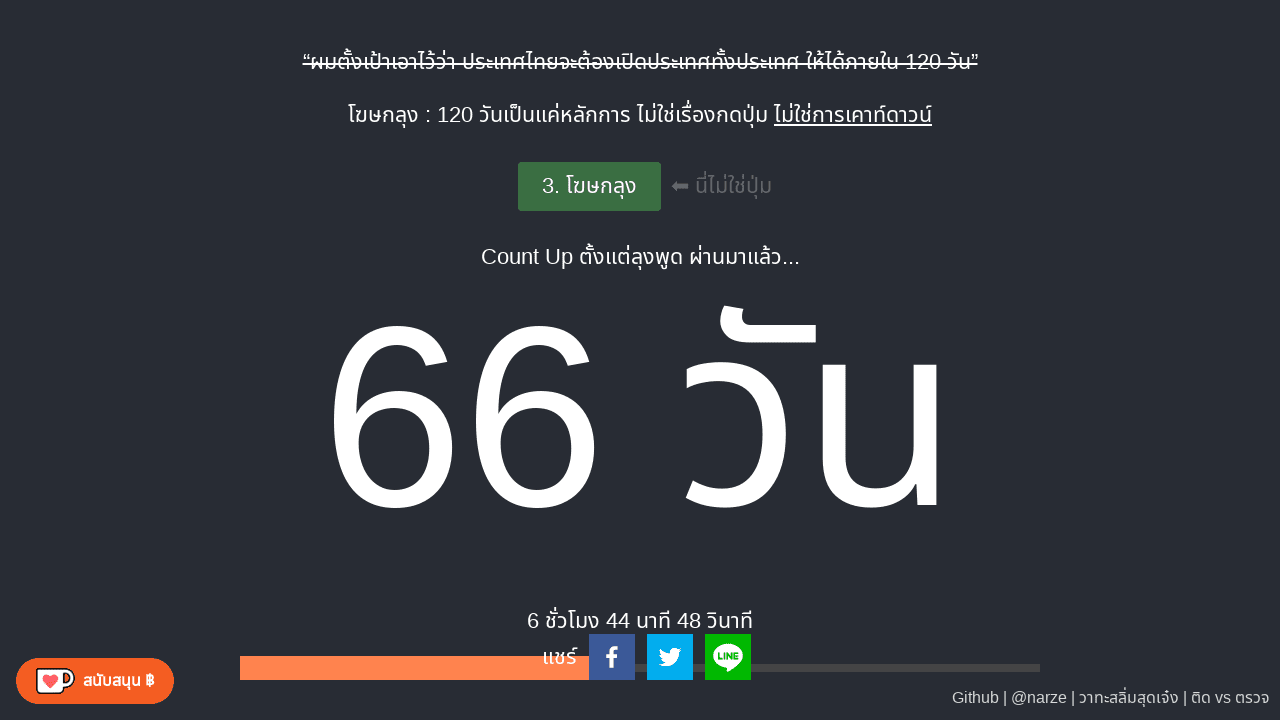 “ผมตั้งเป้าเอาไว้ว่า ประเทศไทยจะต้องเปิดประเทศทั้งประเทศ ให้ได้ภายใน 120 วัน”
โฆษกลุง : 120 วันเป็นแค่หลักการ ไม่ใช่เรื่องกดปุ่ม ไม่ใช่การเคาท์ดาวน์
3. โฆษกลุง ⬅ นี่ไม่ใช่ปุ่ม
Count Up ตั้งแต่ลุงพูด ผ่านมาแล้ว...
66 วัน
6 ชั่วโมง 44 นาที 48 วินาที
แชร์
LINE
สนับสนุน ฿
Github | @narze | วาทะสลิ่มสุดเจ๋ง | ติด vs ตรวจ